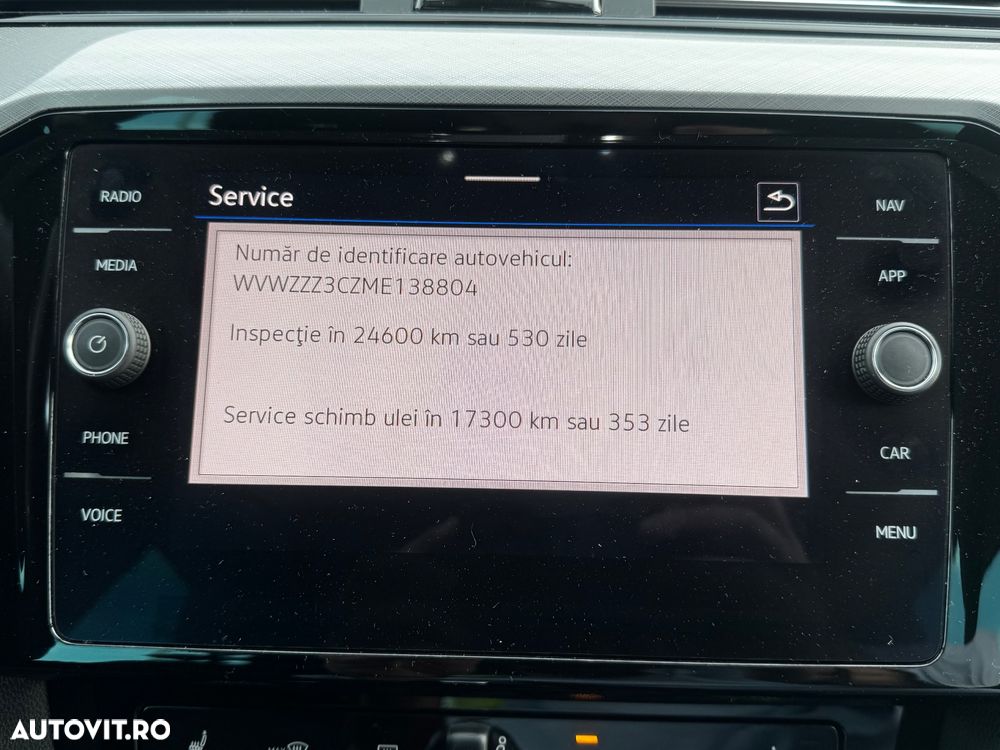 RADIO
Service
NAV
MEDIA
Număr de identificare autovehicul:
WVWZZZ3CZME138804
APP
Inspecţie în 24600 km sau 530 zile
PHONE
Service schimb ulei în 17300 km sau 353 zile
CAR
VOICE
MENU
AUTOVIT.RO